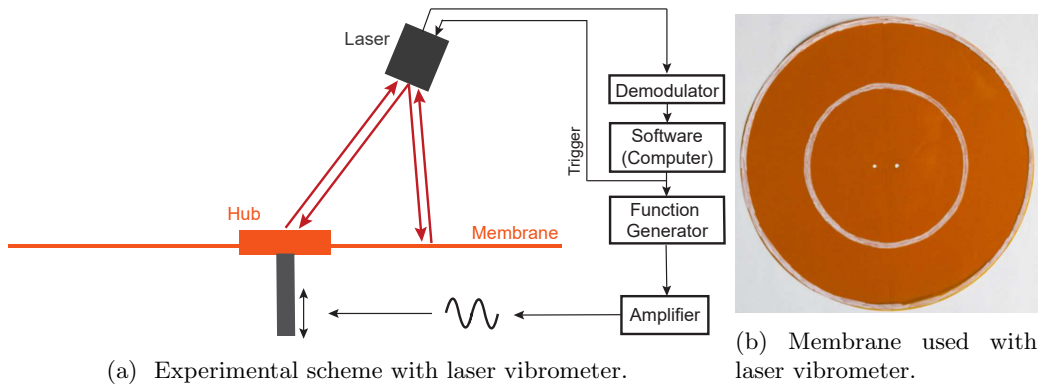 Laser
Demodulator
Software
(Computer)
Trigger
Hub
Function
Generator
Membrane
Amplifier
(a) Experimental scheme with laser vibrometer.
(b) Membrane used with
laser vibrometer.